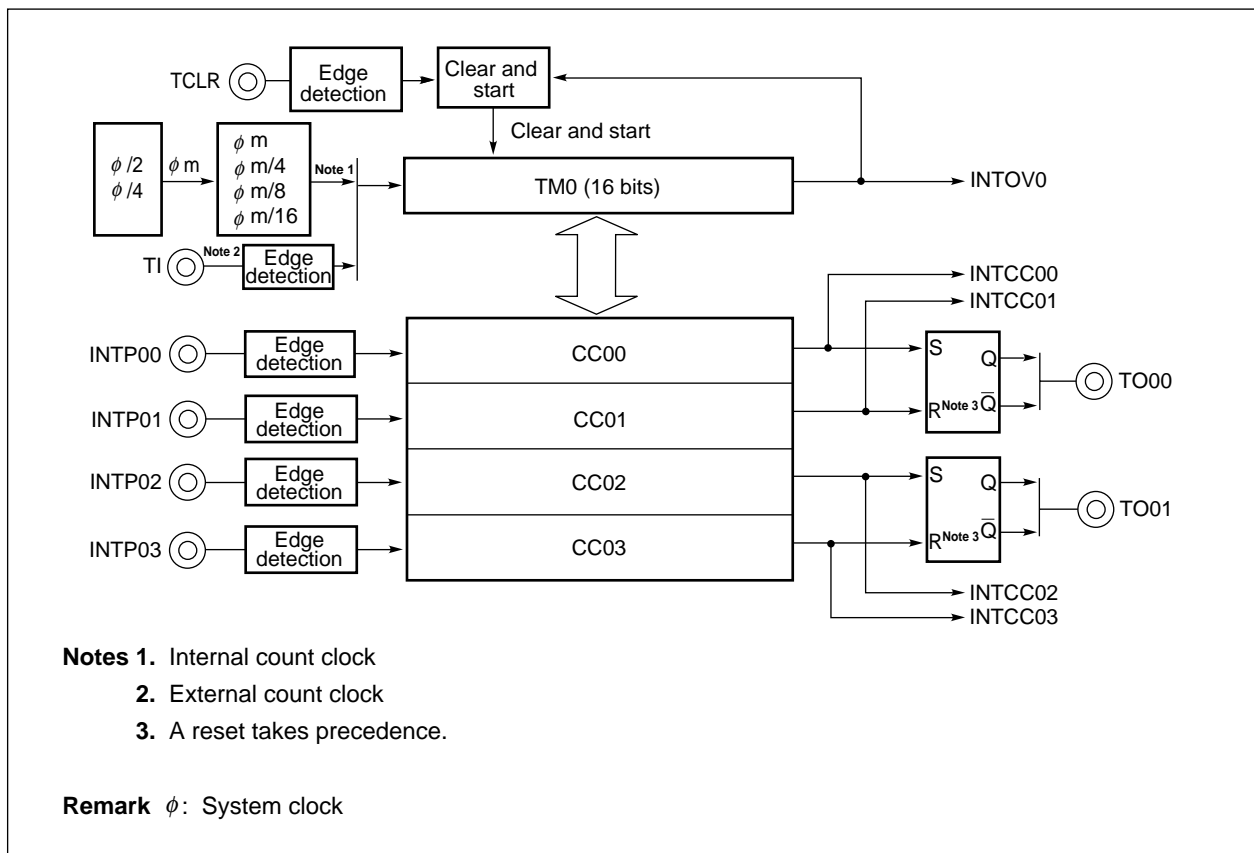 TCLR
Edge
detection
Clear and
start
Clear and start
φ/2
φ/4
φ m
φ m
φ m/4
φ m/8
φ m/16
Note 1
TM0 (16 bits)
INTOV0
TI
Note 2
Edge
detection
INTCC00
INTCC01
INTP00
Edge
detection
CC00
S
Q
R Note 3
Q̅
TO00
INTP01
Edge
detection
CC01
INTP02
Edge
detection
CC02
S
Q
R Note 3
Q̅
TO01
INTP03
Edge
detection
CC03
INTCC02
INTCC03
Notes 1. Internal count clock
2. External count clock
3. A reset takes precedence.
Remark φ: System clock